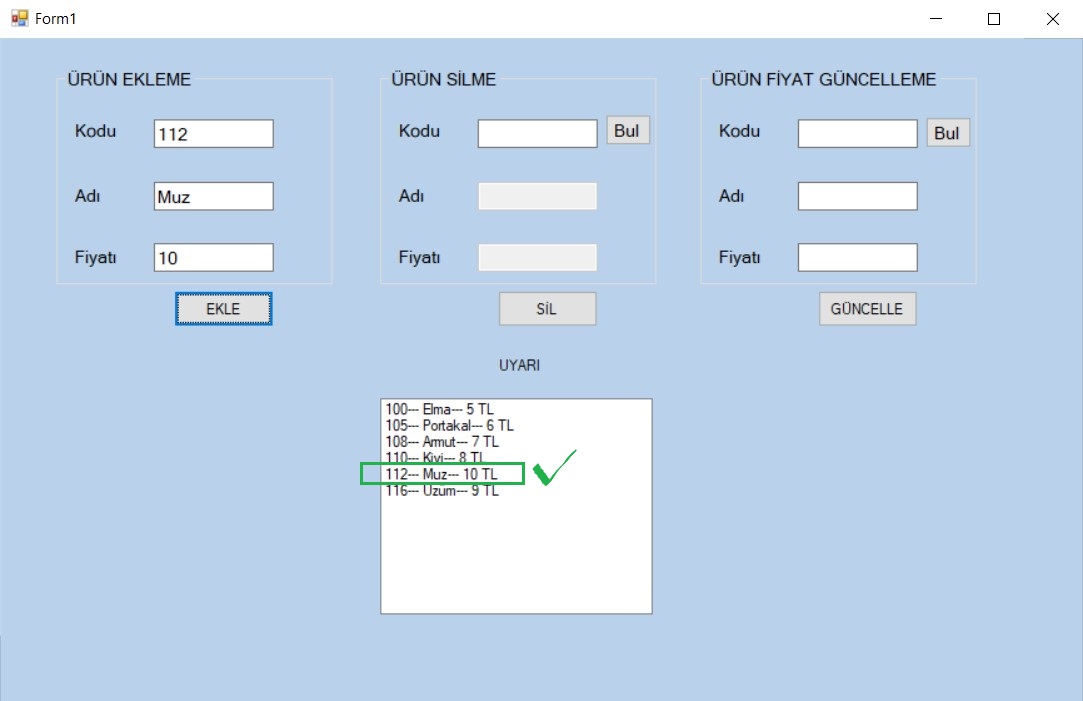 Form1
ÜRÜN EKLEME
Kodu 112
Adı Muz
Fiyatı 10
EKLE
ÜRÜN SİLME
Kodu Bul
Adı
Fiyatı
SİL
ÜRÜN FİYAT GÜNCELLEME
Kodu Bul
Adı
Fiyatı
GÜNCELLE
UYARI
100--- Elma--- 5 TL
105--- Portakal--- 6 TL
108--- Armut--- 7 TL
110--- Kivi--- 8 TL
112--- Muz--- 10 TL
116--- Üzüm--- 9 TL